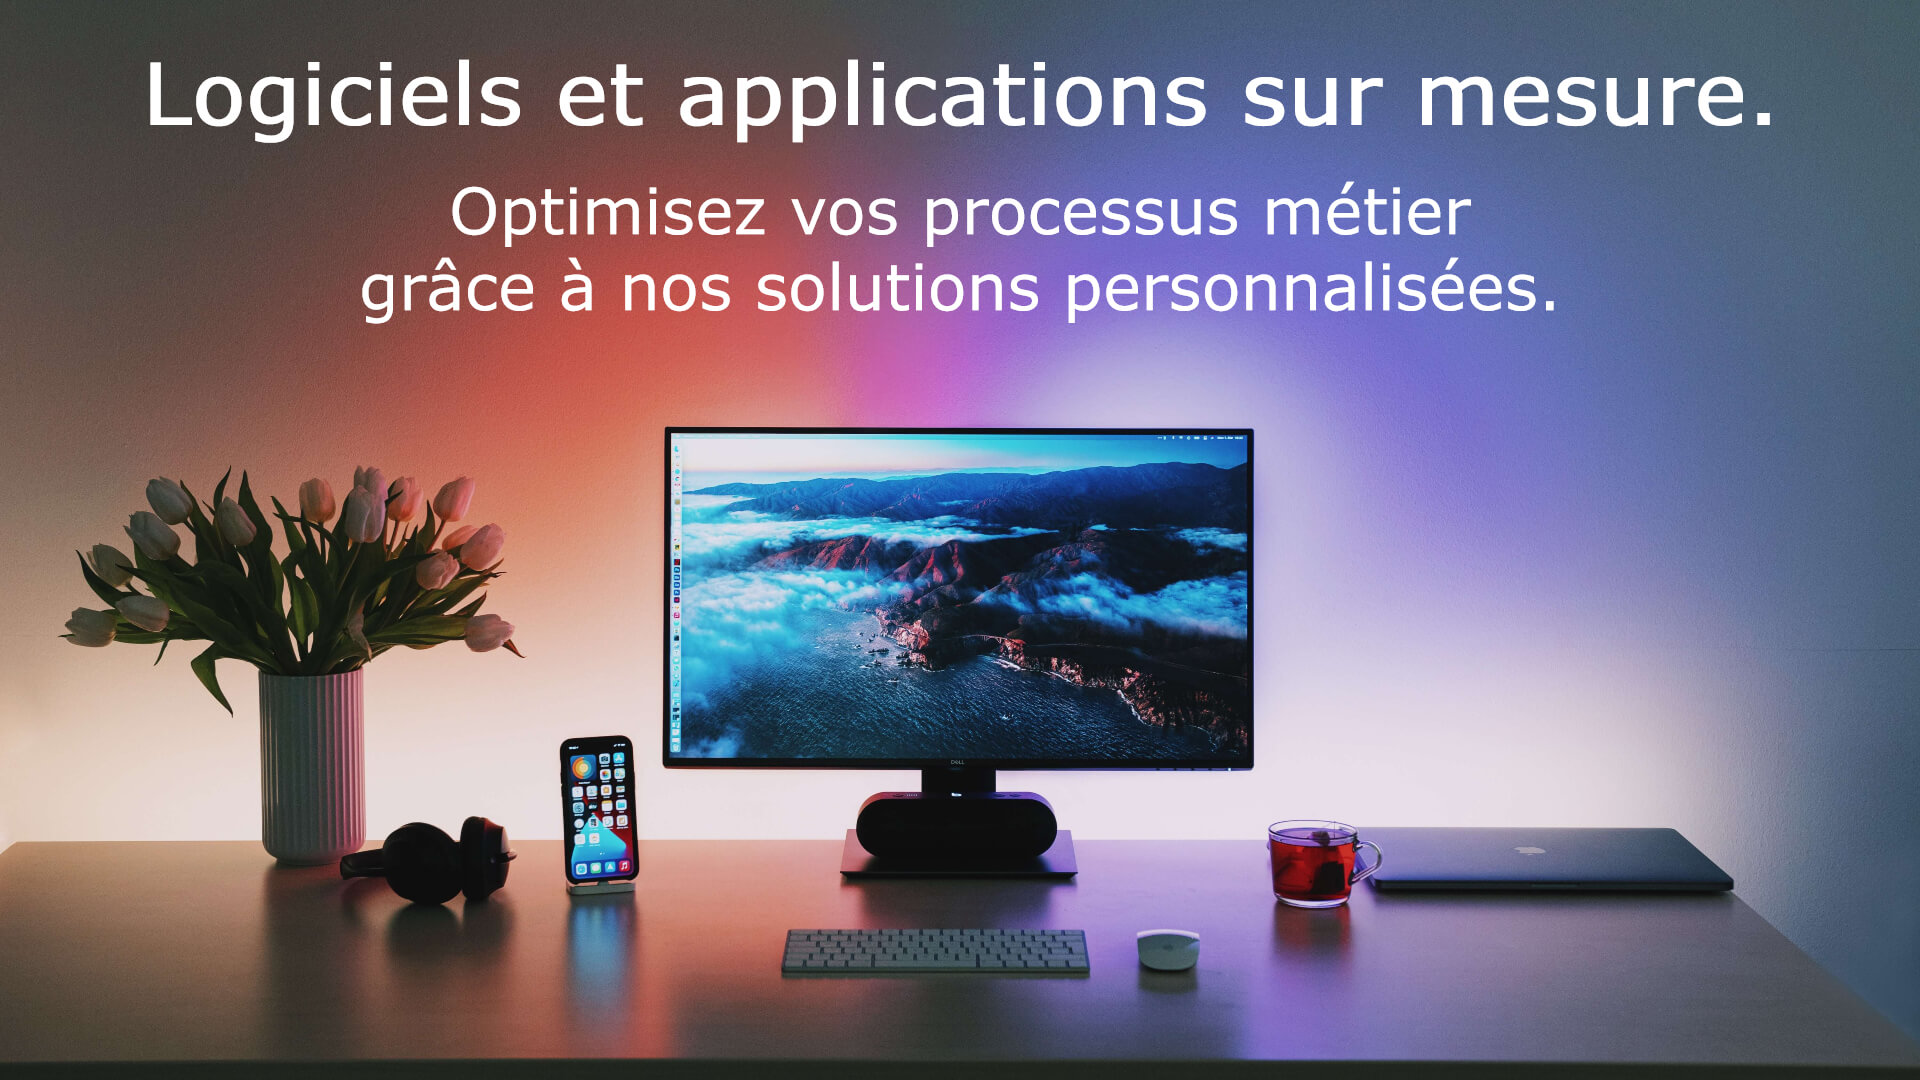 Logiciels et applications sur mesure.
Optimisez vos processus métier
grâce à nos solutions personnalisées.
DELL